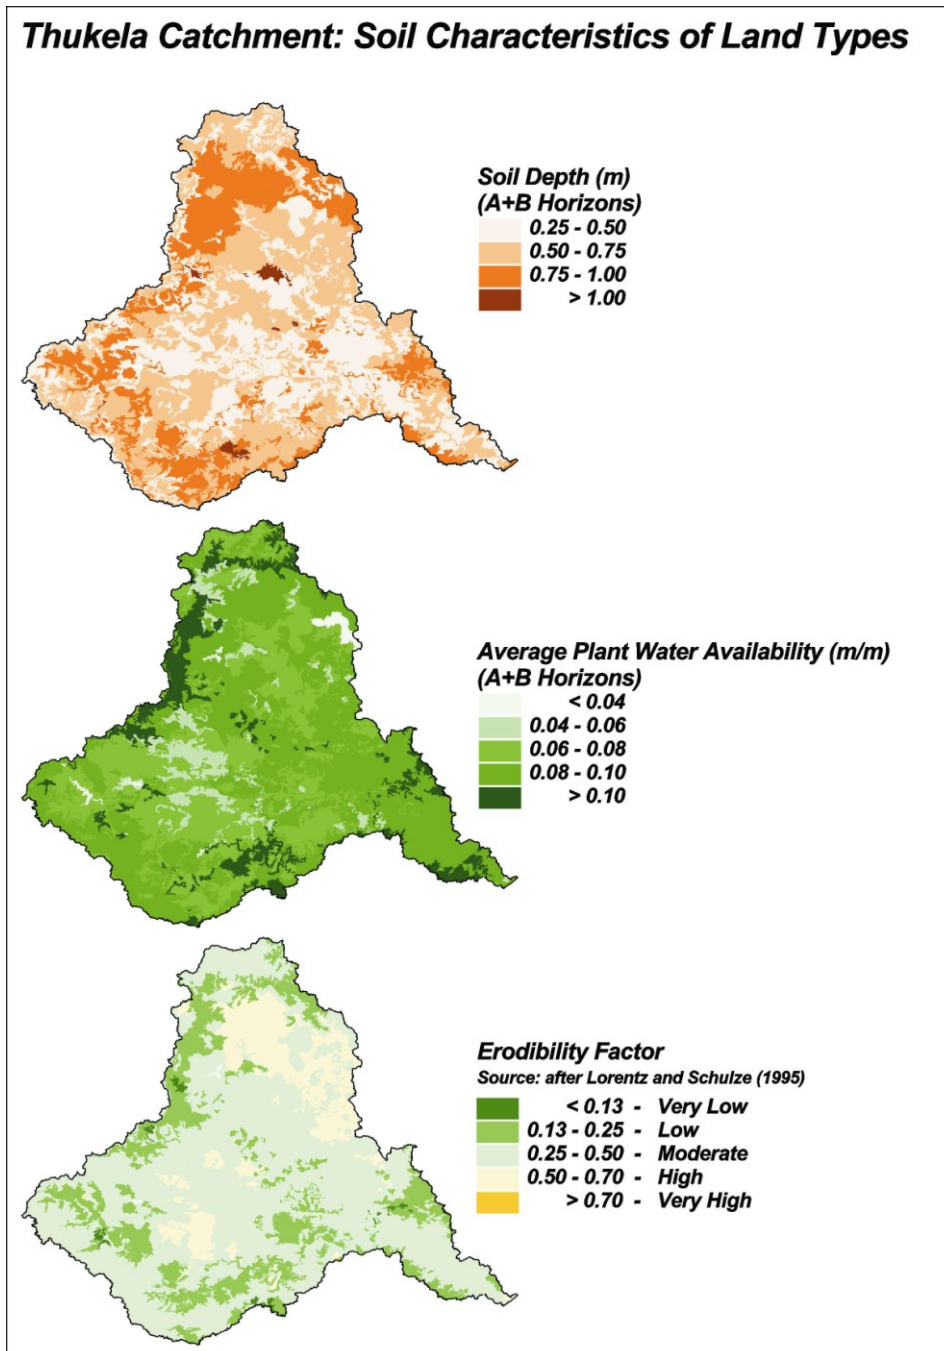 Thukela Catchment: Soil Characteristics of Land Types
Soil Depth (m)
(A+B Horizons)
0.25 - 0.50
0.50 - 0.75
0.75 - 1.00
> 1.00
Average Plant Water Availability (m/m)
(A+B Horizons)
< 0.04
0.04 - 0.06
0.06 - 0.08
0.08 - 0.10
> 0.10
Erodibility Factor
Source: after Lorentz and Schulze (1995)
< 0.13 - Very Low
0.13 - 0.25 - Low
0.25 - 0.50 - Moderate
0.50 - 0.70 - High
> 0.70 - Very High